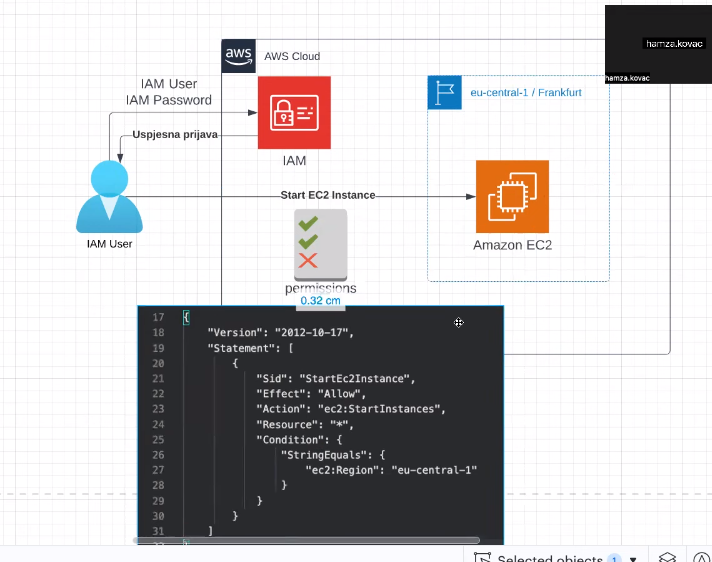 hamza.kovac
hamza.kovac
aws
AWS Cloud
IAM User
IAM Password
eu-central-1 / Frankfurt
Uspjesna prijava
IAM
Start EC2 Instance
IAM User
Amazon EC2
permissions
0.32 cm
17 {
18 "Version": "2012-10-17",
19 "Statement": [
20 {
21 "Sid": "StartEc2Instance",
22 "Effect": "Allow",
23 "Action": "ec2:StartInstances",
24 "Resource": "*",
25 "Condition": {
26 "StringEquals": {
27 "ec2:Region": "eu-central-1"
28 }
29 }
30 }
31 ]
Selected objects 1